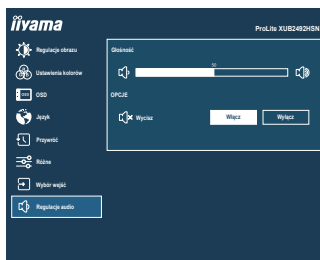 iiyama
ProLite XUB2492HSN
Regulacje obrazu
Ustawienia kolorów
OSD
OSD
Język
Przywróć
Różne
Wybór wejść
Regulacje audio
Głośność
50
OPCJE
Wycisz
Włącz
Wyłącz